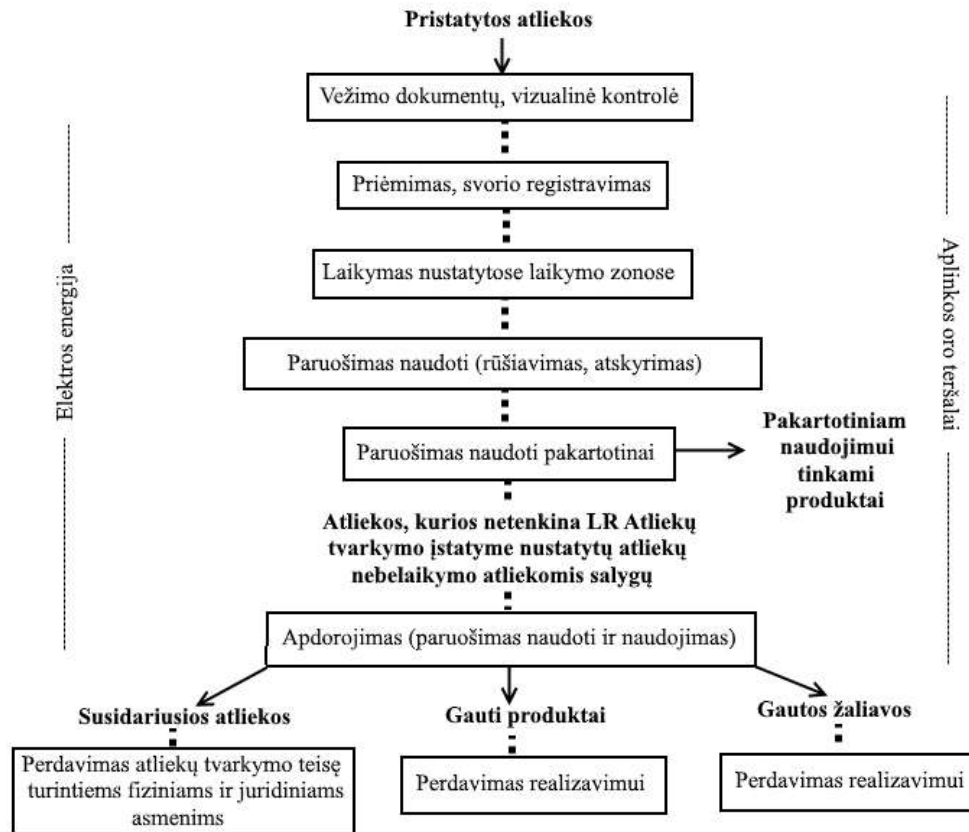 Pristatytos atliekos
Vežimo dokumentų, vizualinė kontrolė
Priėmimas, svorio registravimas
Laikymas nustatytose laikymo zonose
Paruošimas naudoti (rūšiavimas, atskyrimas)
Paruošimas naudoti pakartotinai
Pakartotiniam
naudojimui
tinkami
produktai
Atliekos, kurios netenkina LR Atliekų
tvarkymo įstatyme nustatytų atliekų
nebelaikymo atliekomis salygų
Apdorojimas (paruošimas naudoti ir naudojimas)
Susidariusios atliekos
Gauti produktai
Gautos žaliavos
Perdavimas atliekų tvarkymo teisę
turintiems fiziniams ir juridiniams
asmenims
Perdavimas realizavimui
Perdavimas realizavimui
Elektros energija
Aplinkos oro teršalai